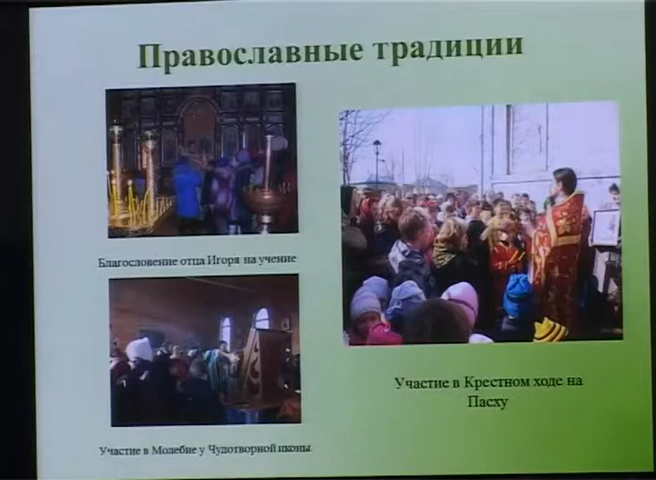 Православные традиции
Благословение отца Игоря на учение
Участие в Крестном ходе на
Пасху
Участие в Молебне у Чудотворной иконы